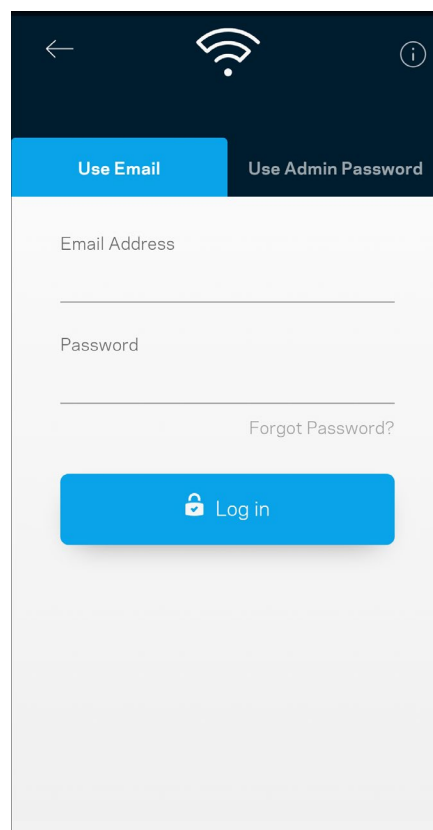 Use Email
Use Admin Password
Email Address
Password
Forgot Password?
Log in